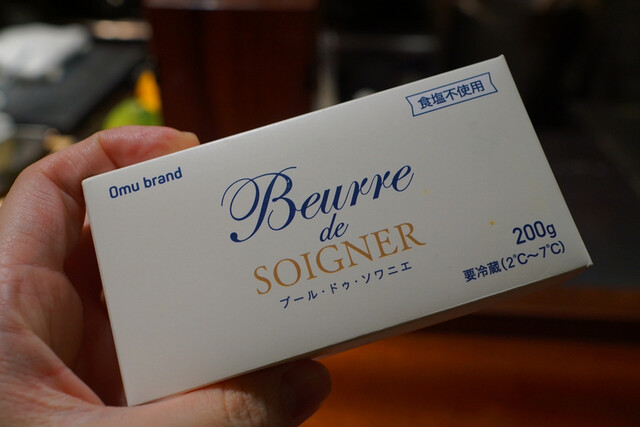 食塩不使用
Omu brand
Beurre
de
SOIGNER
ブール・ドゥ・ソワニエ
200g
要冷蔵(2℃〜7℃)